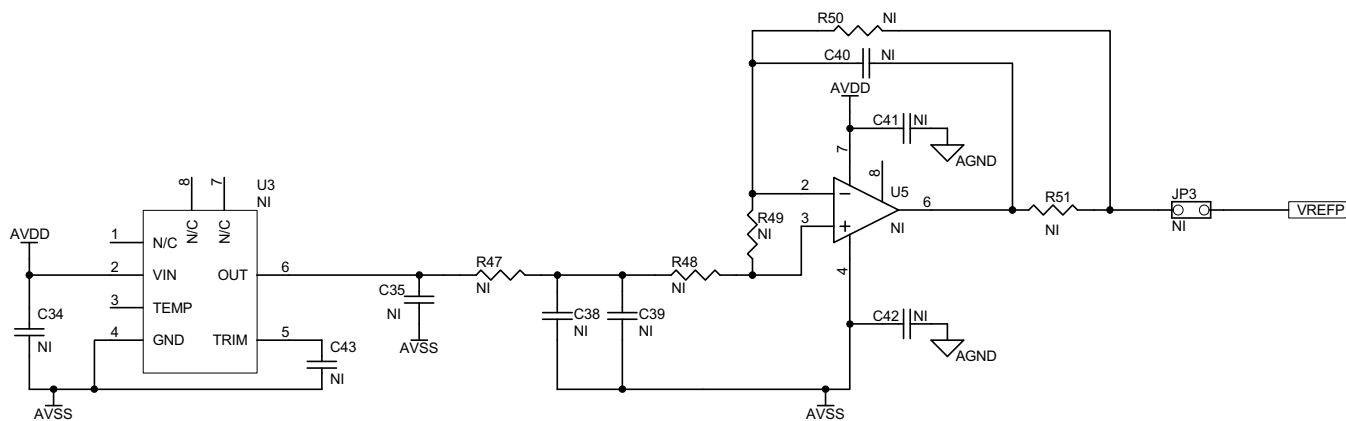 R50 NI
C40 NI
AVDD
C41 NI
7
AGND
8
8 7
U3
NI
2
U5
R49
NI
3
6
R51
NI
JP3
NI
VREFP
NI
N/C N/C
AVDD
1 N/C
2 VIN OUT 6
R47
NI
R48
NI
4
3 TEMP
C34
NI
C35
NI
AVSS
C38
NI
C39
NI
C42 NI
AGND
4 GND TRIM 5
C43
NI
AVSS
AVSS